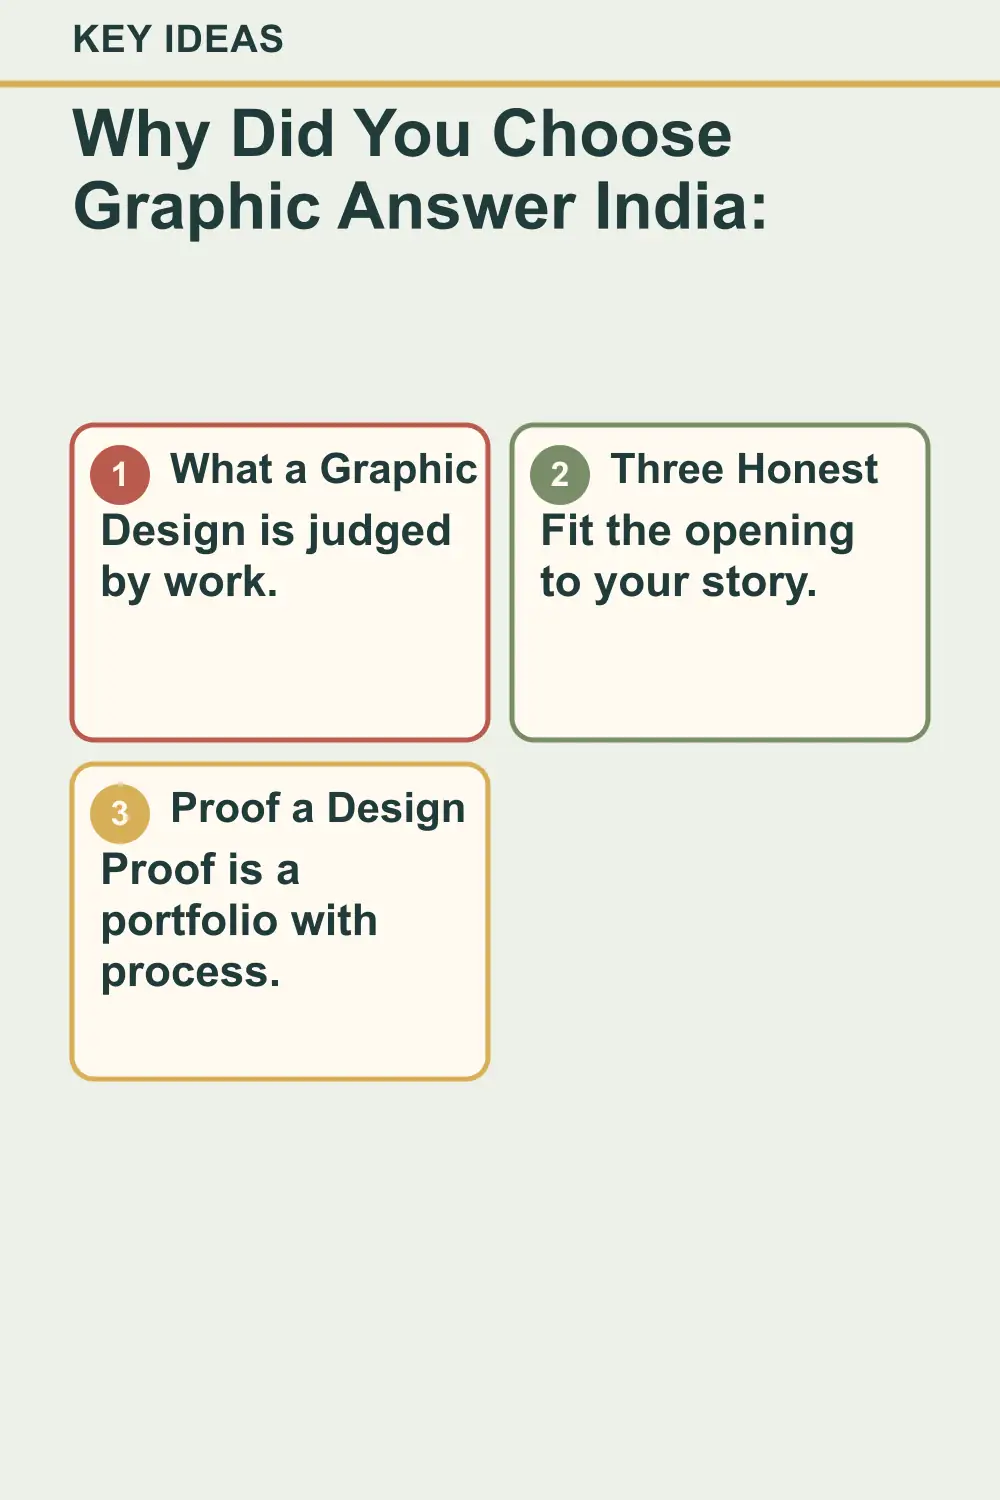 KEY IDEAS
Why Did You Choose
Graphic Answer India:
1
What a Graphic
Design is judged
by work.
2
Three Honest
Fit the opening
to your story.
3
Proof a Design
Proof is a
portfolio with
process.